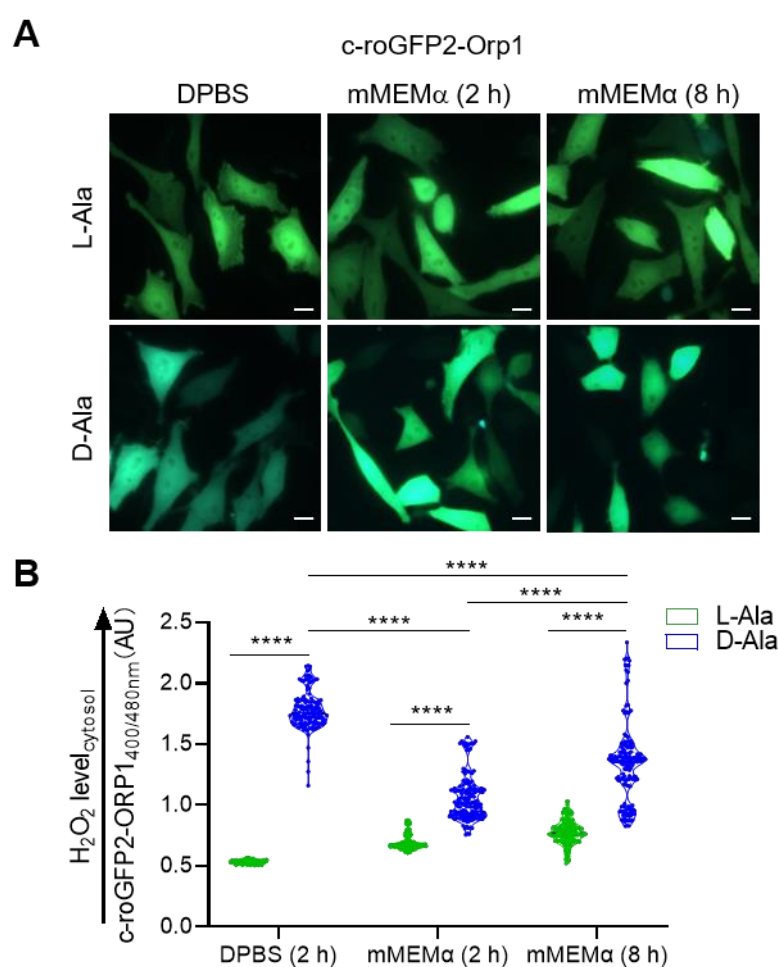 A
c-roGFP2-Orp1
DPBS
mMEMα (2 h)
mMEMα (8 h)
L-Ala
D-Ala
B
****
****
****
****
****
****
L-Ala
D-Ala
H2O2 levelcytosol
c-roGFP2-ORP1400/480nm(AU)
2.5
2.0
1.5
1.0
0.5
0.0
DPBS (2 h)
mMEMα (2 h)
mMEMα (8 h)